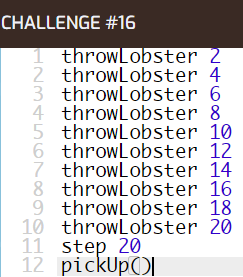 CHALLENGE #16
1 throwLobster 2
2 throwLobster 4
3 throwLobster 6
4 throwLobster 8
5 throwLobster 10
6 throwLobster 12
7 throwLobster 14
8 throwLobster 16
9 throwLobster 18
10 throwLobster 20
11 step 20
12 pickUp()